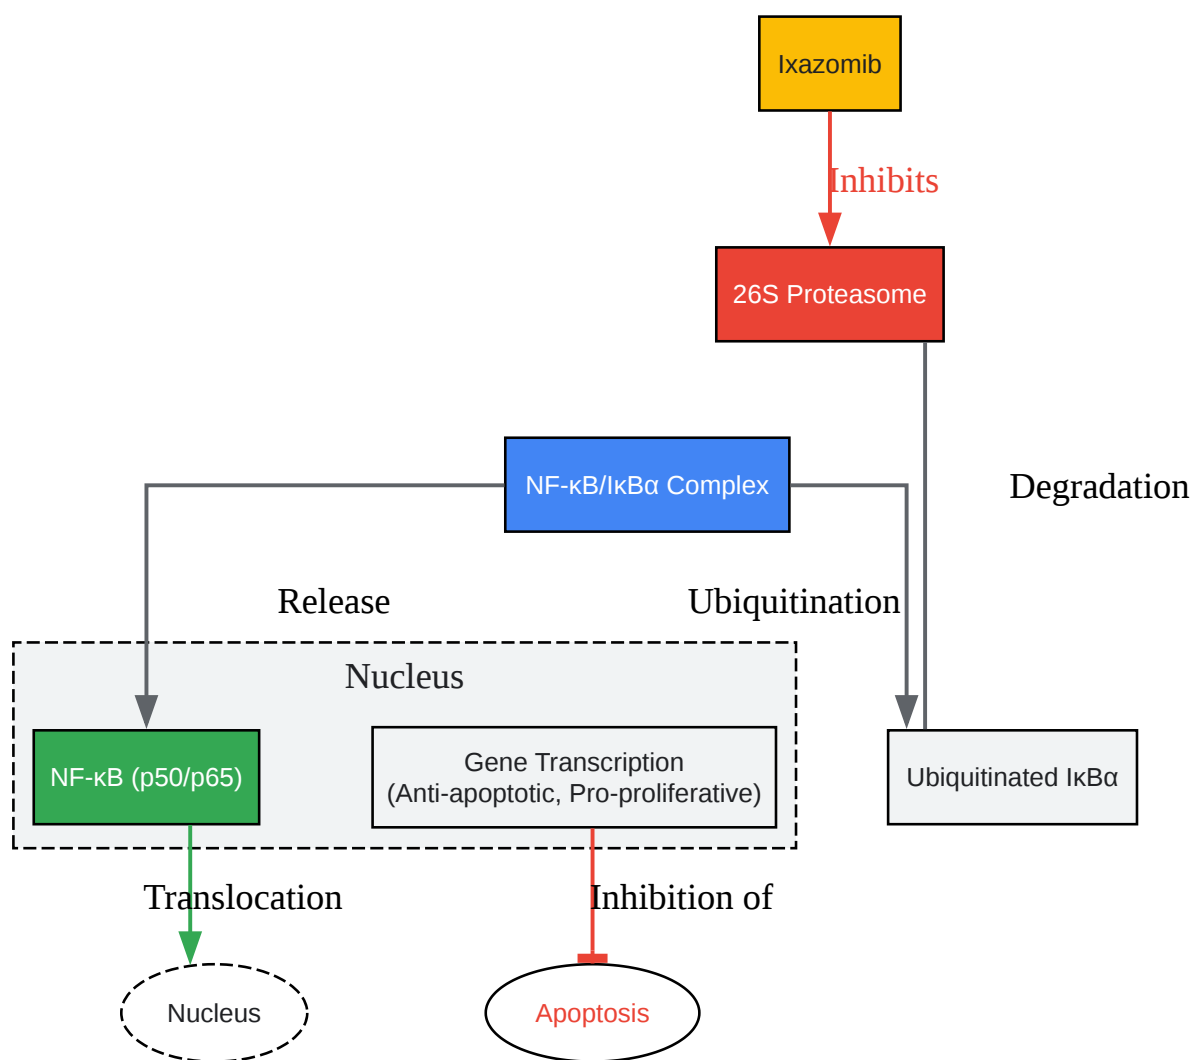 Ixazomib
Inhibits
26S Proteasome
NF-κB/IκBα Complex
Degradation
Release
Ubiquitination
Nucleus
NF-κB (p50/p65)
Gene Transcription
(Anti-apoptotic, Pro-proliferative)
Ubiquitinated IκBα
Translocation
Inhibition of
Nucleus
Apoptosis